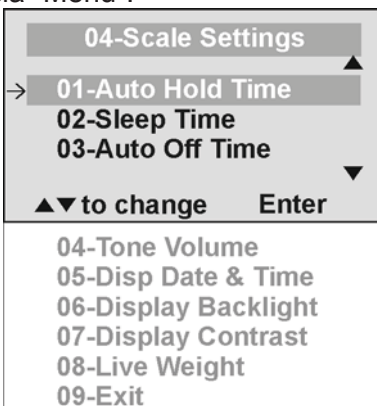 Menu .
04-Scale Settings
▲
→ 01-Auto Hold Time
02-Sleep Time
03-Auto Off Time
▼
▲▼to change Enter
04-Tone Volume
05-Disp Date & Time
06-Display Backlight
07-Display Contrast
08-Live Weight
09-Exit